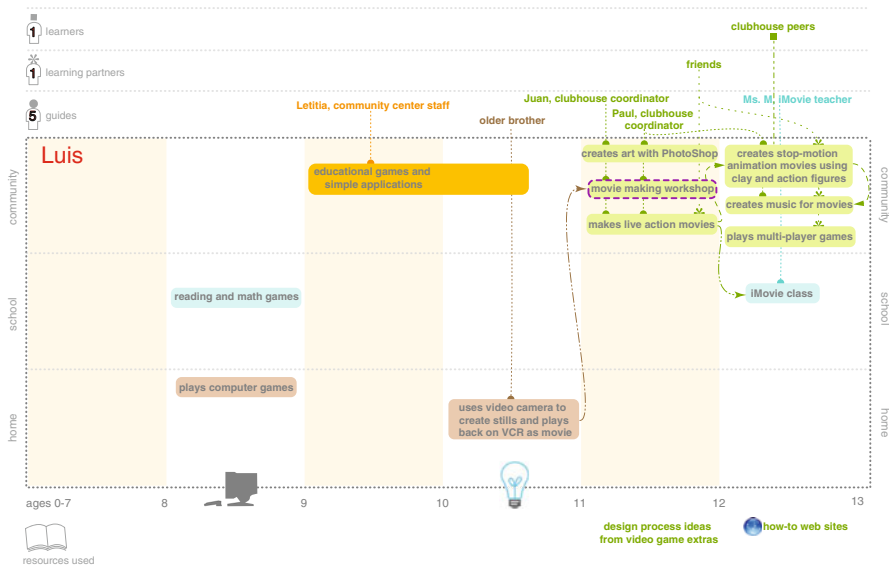 clubhouse peers
1 learners
friends
1 learning partners
Ms. M, iMovie teacher
Juan, clubhouse coordinator
Letitia, community center staff
5 guides
Paul, clubhouse
coordinator
older brother
Luis
community
creates art with PhotoShop
creates stop-motion
animation movies using
clay and action figures
educational games and
simple applications
movie making workshop
creates music for movies
makes live action movies
plays multi-player games
community
school
reading and math games
iMovie class
school
home
plays computer games
uses video camera to
create stills and plays
back on VCR as movie
home
ages 0-7
8
9
10
11
12
13
design process ideas
from video game extras
how-to web sites
resources used